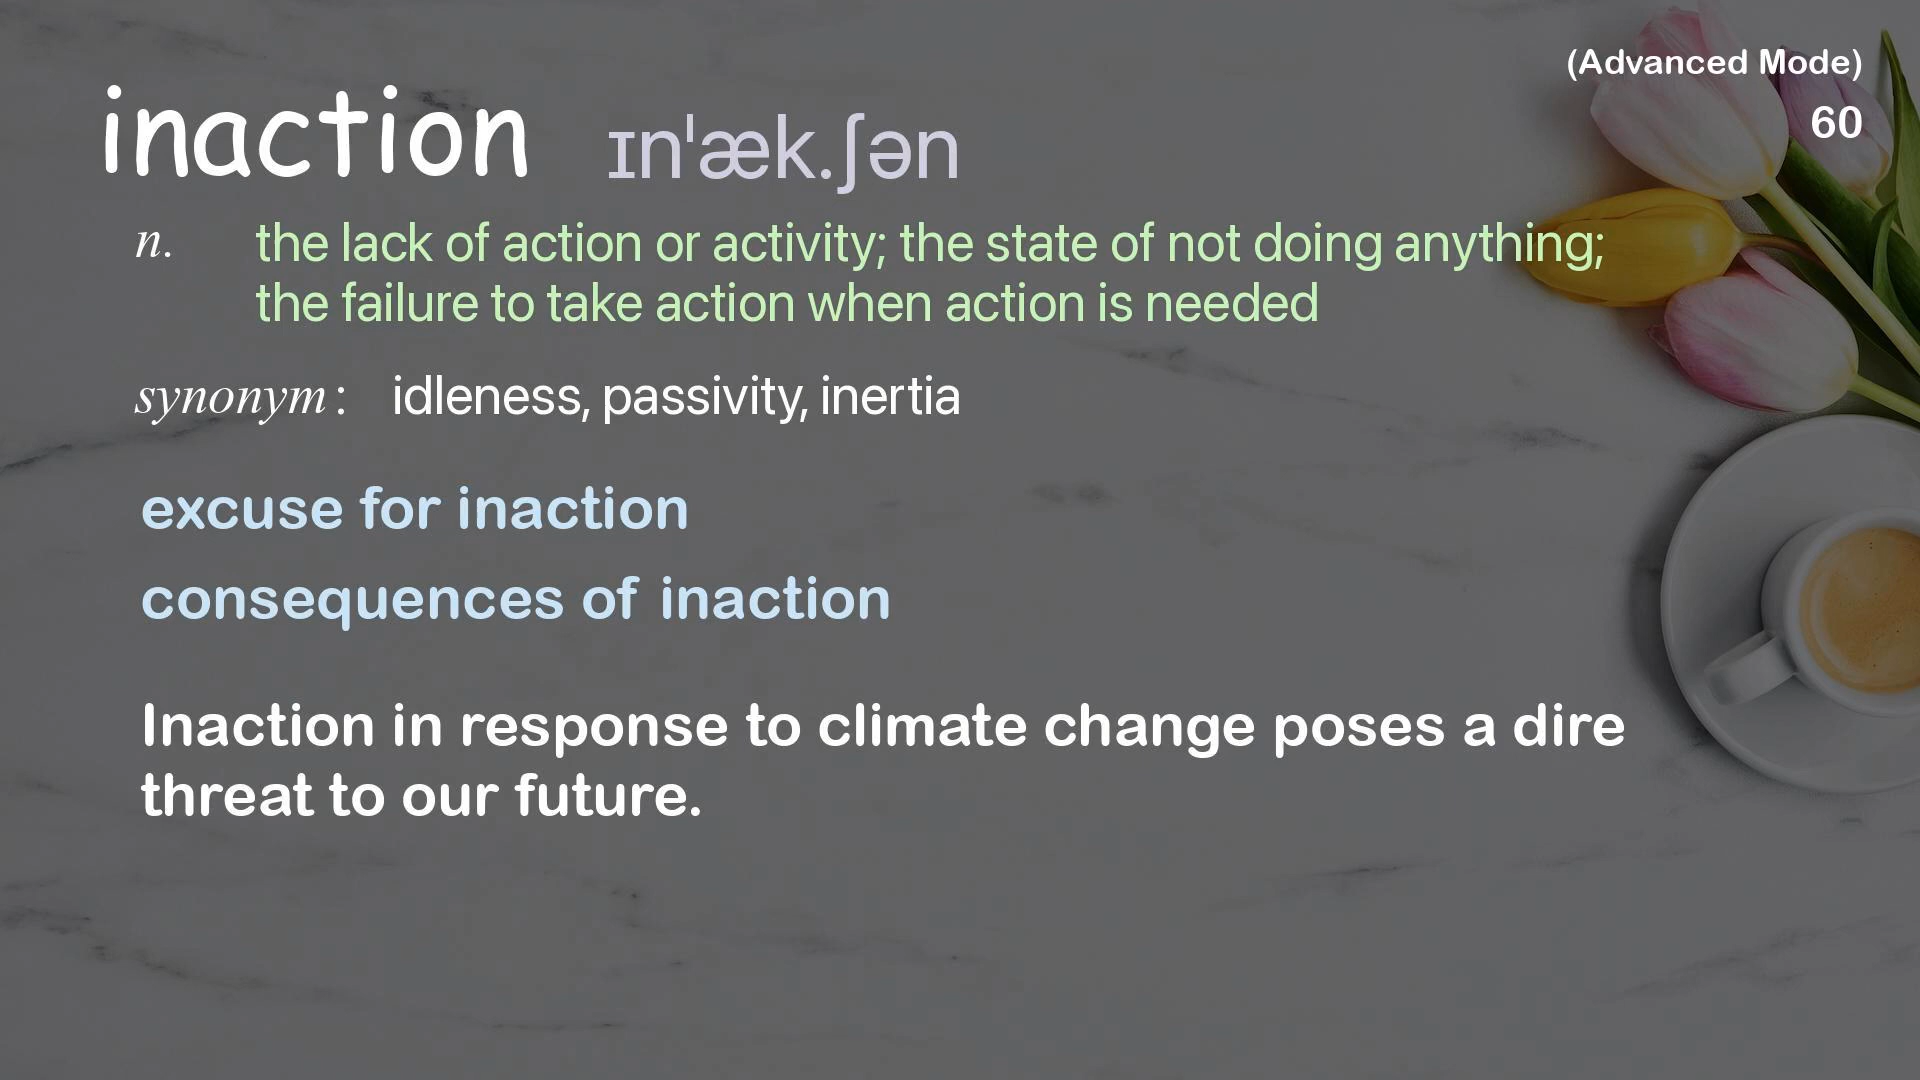 (Advanced Mode)
60
inaction ɪnˈæk.ʃən
n. the lack of action or activity; the state of not doing anything;
the failure to take action when action is needed
synonym: idleness, passivity, inertia
excuse for inaction
consequences of inaction
Inaction in response to climate change poses a dire
threat to our future.